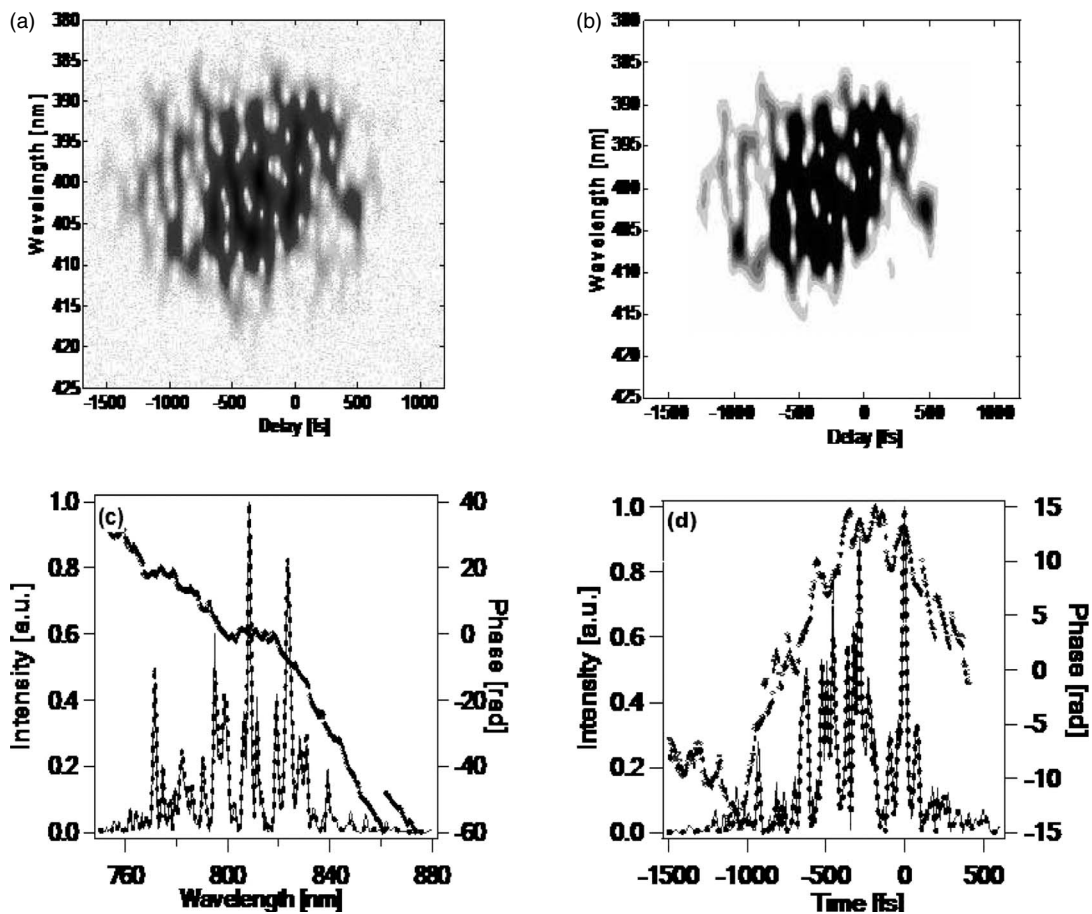 (a)
380
385
390
395
400
405
410
415
420
425
Wavelength [nm]
-1500 -1000 -500 0 500 1000
Delay [fs]
(b)
380
385
390
395
400
405
410
415
420
425
Wavelength [nm]
-1500 -1000 -500 0 500 1000
Delay [fs]
(c)
1.0
0.8
0.6
0.4
0.2
0.0
Intensity [a.u.]
40
20
0
-20
-40
-60
Phase [rad]
760 800 840 880
Wavelength [nm]
(d)
1.0
0.8
0.6
0.4
0.2
0.0
Intensity [a.u.]
15
10
5
0
-5
-10
-15
Phase [rad]
-1500 -1000 -500 0 500
Time [fs]